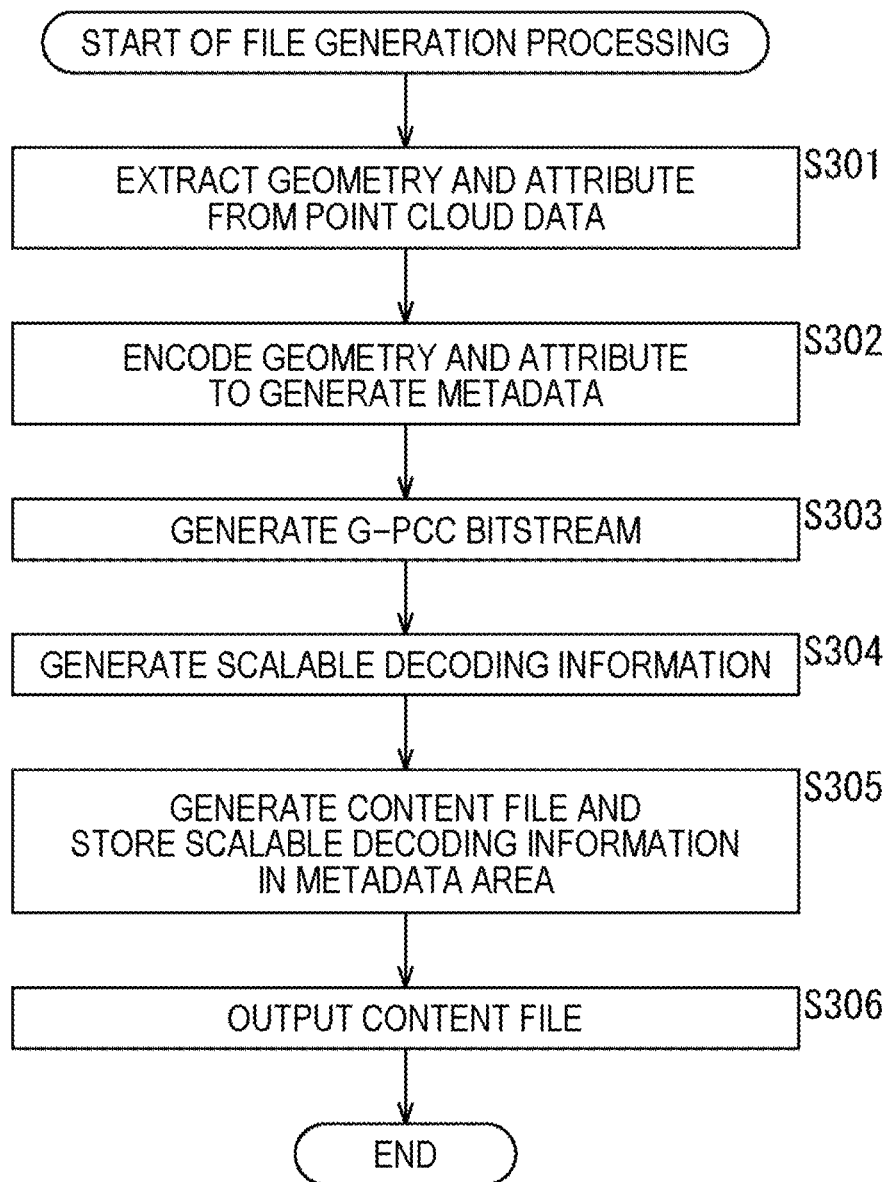 START OF FILE GENERATION PROCESSING
S301
EXTRACT GEOMETRY AND ATTRIBUTE
FROM POINT CLOUD DATA
S302
ENCODE GEOMETRY AND ATTRIBUTE
TO GENERATE METADATA
S303
GENERATE G-PCC BITSTREAM
S304
GENERATE SCALABLE DECODING INFORMATION
S305
GENERATE CONTENT FILE AND
STORE SCALABLE DECODING INFORMATION
IN METADATA AREA
S306
OUTPUT CONTENT FILE
END